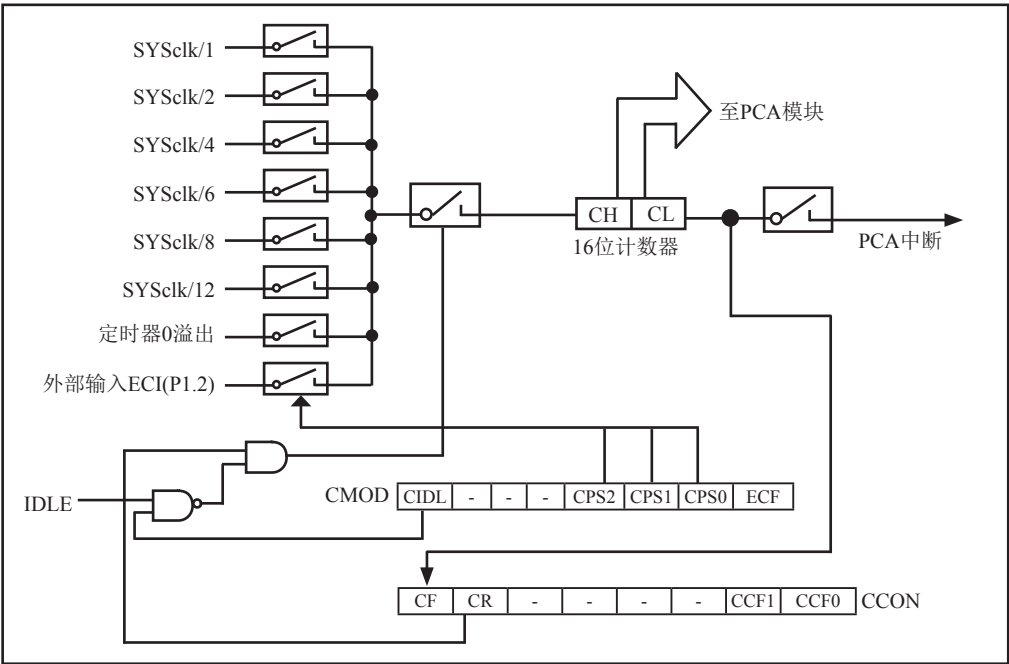 SYSclk/1
SYSclk/2
SYSclk/4
SYSclk/6
SYSclk/8
SYSclk/12
定时器0溢出
外部输入ECI(P1.2)
至PCA模块
CH CL
16位计数器
PCA中断
IDLE
CMOD CIDL - - - CPS2 CPS1 CPS0 ECF
CF CR - - - - CCF1 CCF0 CCON